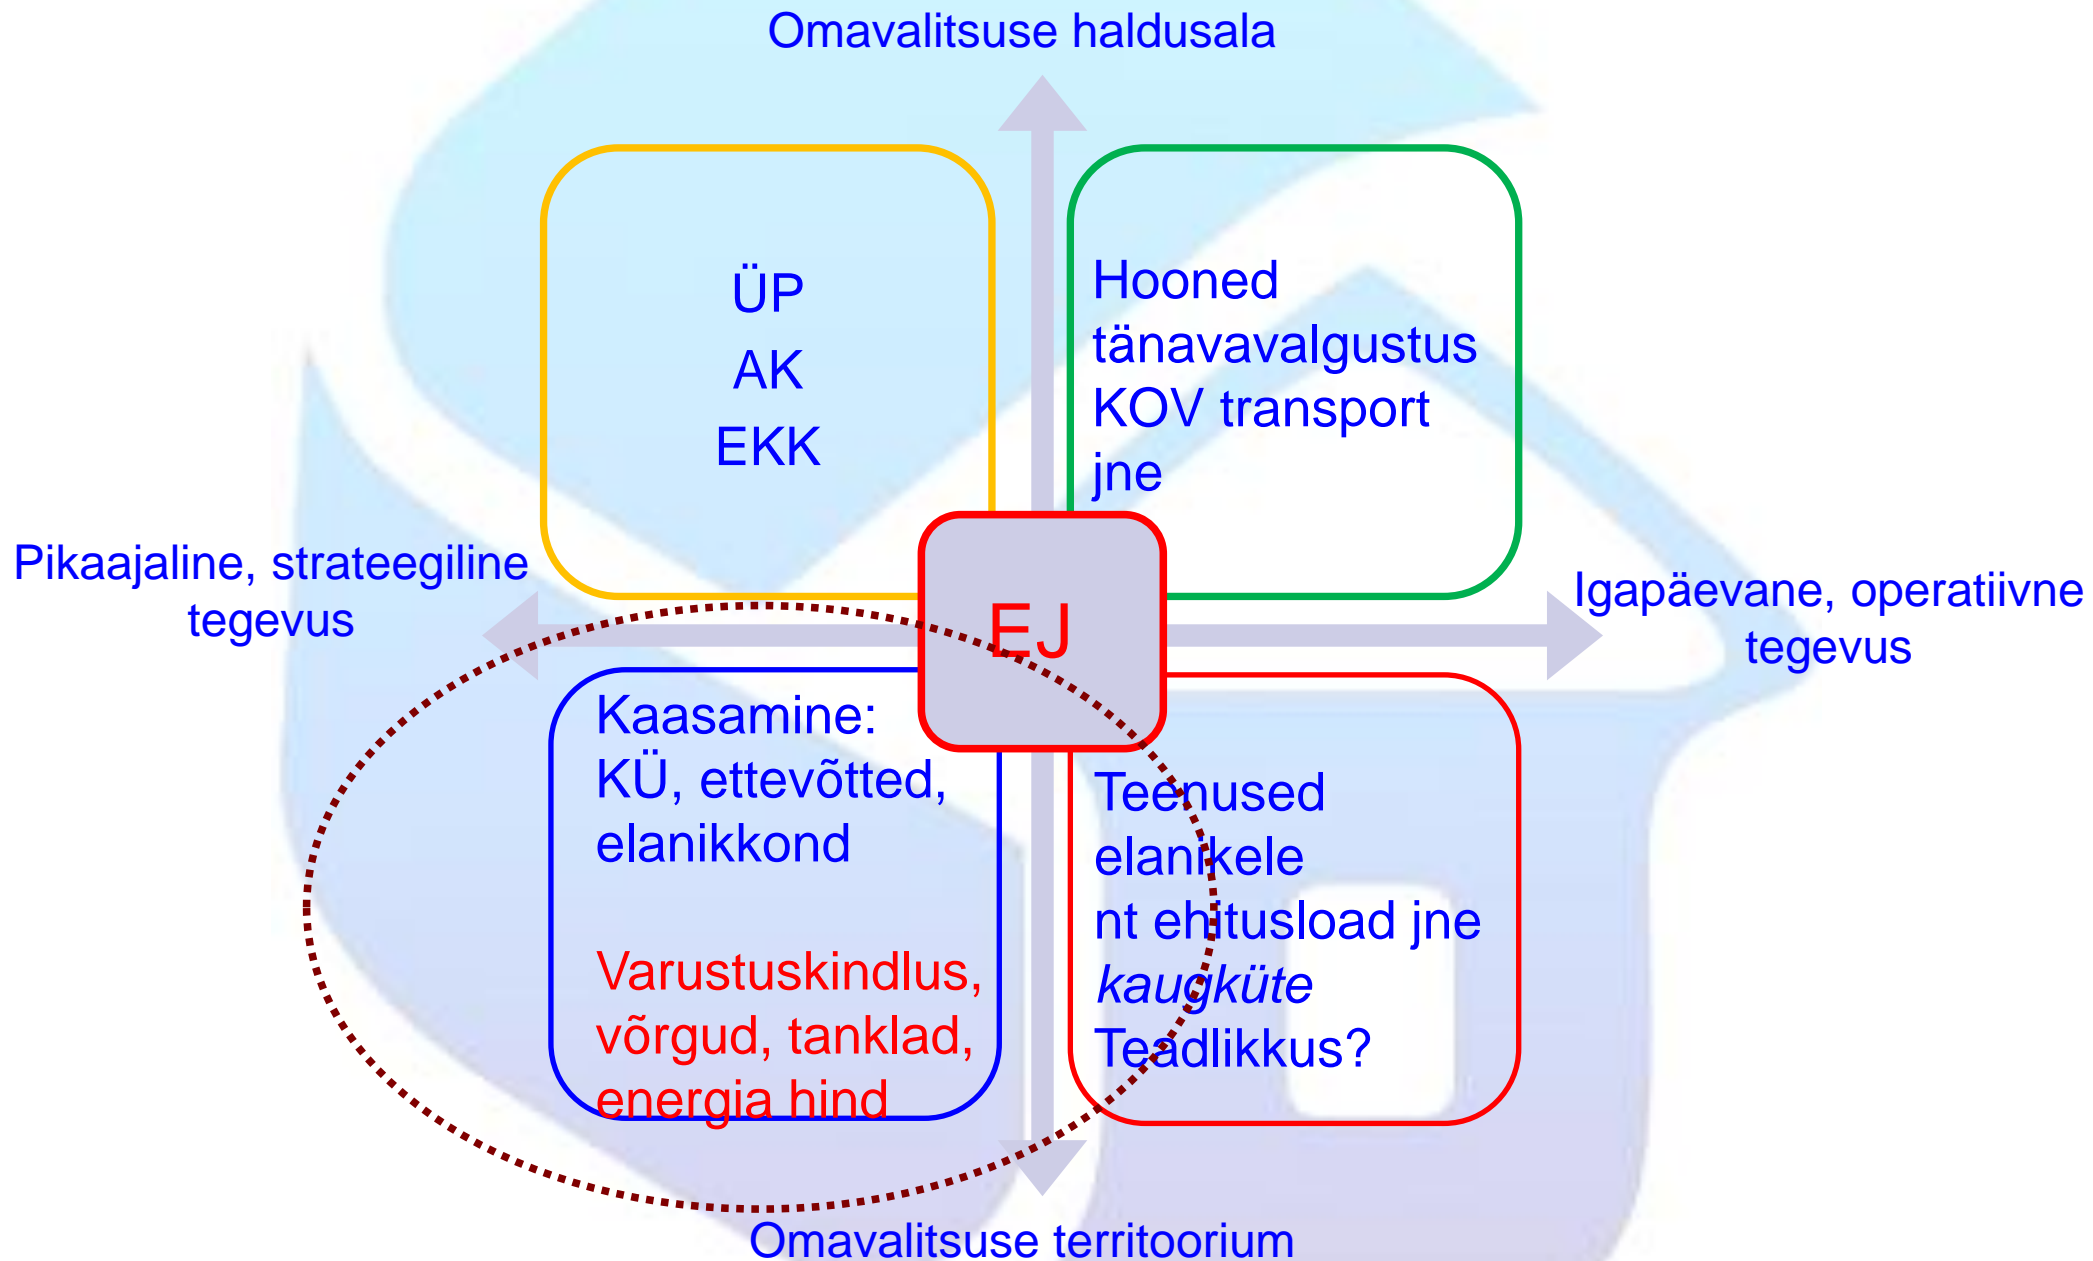 Omavalitsuse haldusala
ÜP
AK
EKK
Hooned
tänavavalgustus
KOV transport
jne
Pikaajaline, strateegiline
tegevus
EJ
Igapäevane, operatiivne
tegevus
Kaasamine:
KÜ, ettevõtted,
elanikkond
Varustuskindlus,
võrgud, tanklad,
energia hind
Teenused
elanikele
nt ehitusload jne
kaugküte
Teadlikkus?
Omavalitsuse territoorium